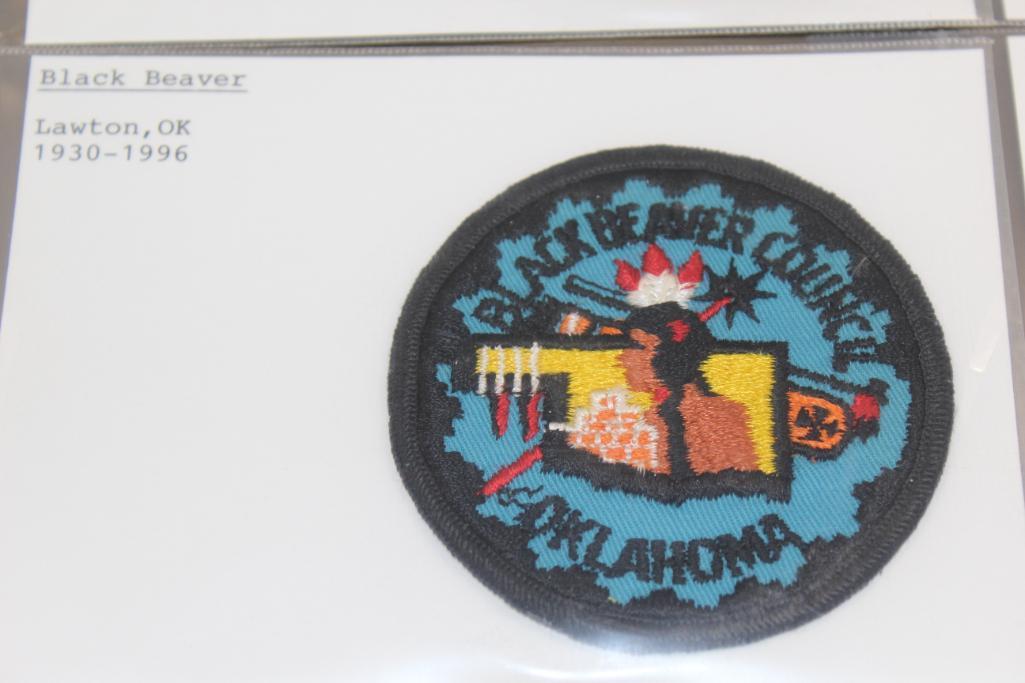 Black Beaver
Lawton,OK
1930-1996
BLACK BEAVER COUNCIL
OKLAHOMA